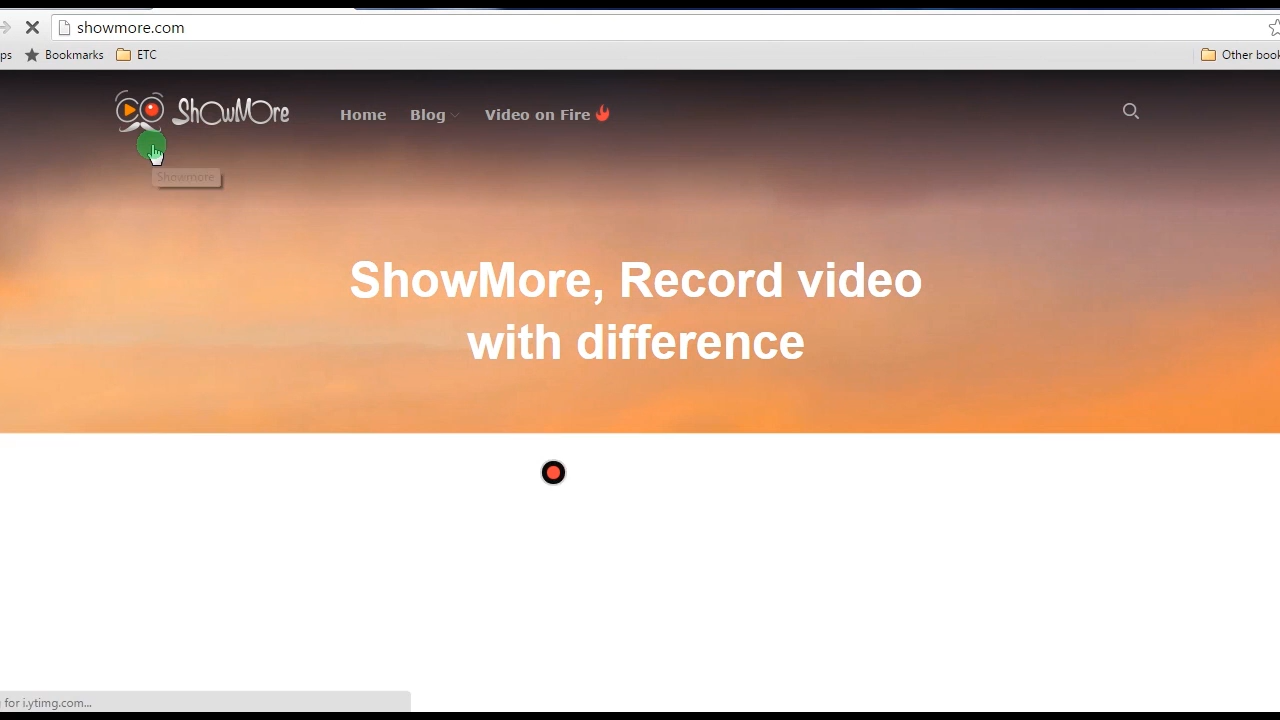 showmore.com
ps Bookmarks ETC Other book
ShowMore Home Blog Video on Fire
Showmore
ShowMore, Record video
with difference
for i.ytimg.com...